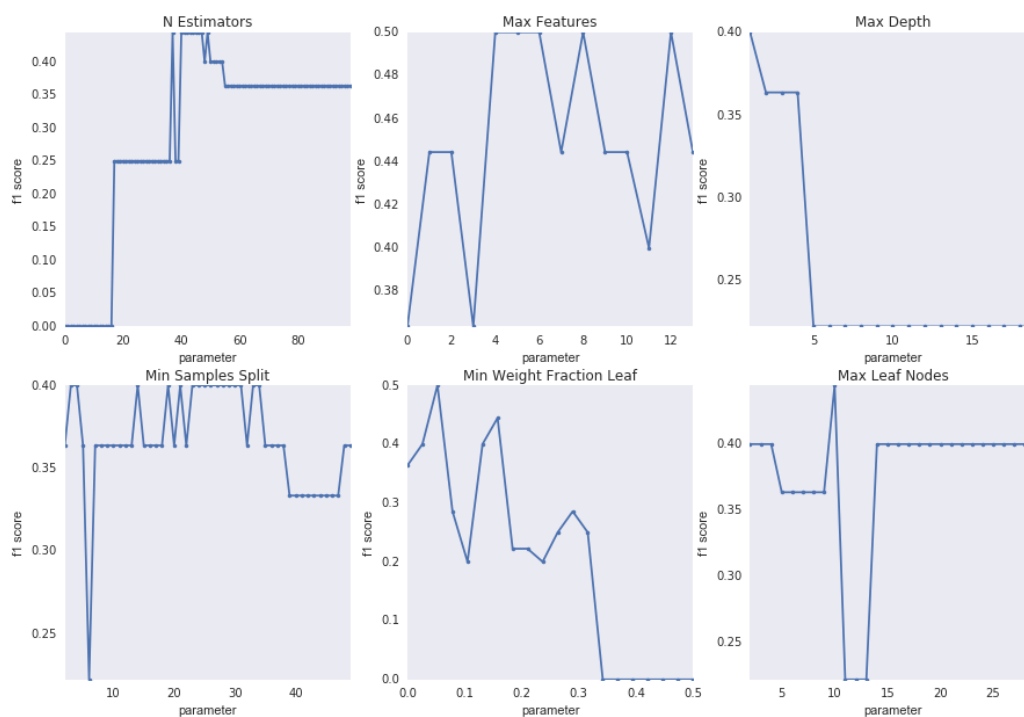 N Estimators
0.40
0.35
0.30
0.25
0.20
0.15
0.10
0.05
0.00
f1 score
0 20 40 60 80
parameter
Max Features
0.50
0.48
0.46
0.44
0.42
0.40
0.38
f1 score
0 2 4 6 8 10 12
parameter
Max Depth
0.40
0.35
0.30
0.25
f1 score
5 10 15
parameter
Min Samples Split
0.40
0.35
0.30
0.25
f1 score
10 20 30 40
parameter
Min Weight Fraction Leaf
0.5
0.4
0.3
0.2
0.1
0.0
f1 score
0.0 0.1 0.2 0.3 0.4 0.5
parameter
Max Leaf Nodes
0.40
0.35
0.30
0.25
f1 score
5 10 15 20 25
parameter